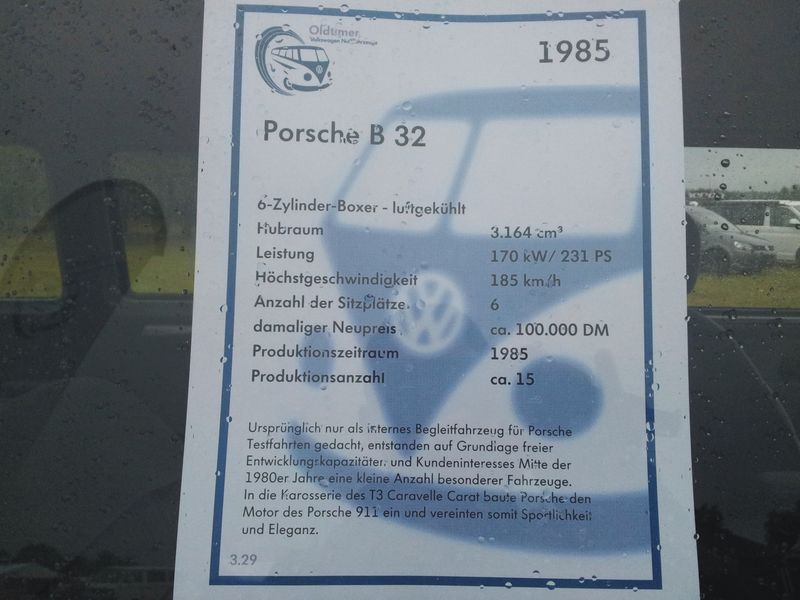 Oldtimer
Volkswagen Nutzfahrzeuge
1985
Porsche B 32
6-Zylinder-Boxer - luftgekühlt
Hubraum 3.164 cm³
Leistung 170 kW/ 231 PS
Höchstgeschwindigkeit 185 km/h
Anzahl der Sitzplätze 6
damaliger Neupreis ca. 100.000 DM
Produktionszeitraum 1985
Produktionsanzahl ca. 15
Ursprünglich nur als internes Begleitfahrzeug für Porsche
Testfahrten gedacht, entstanden auf Grundlage freier
Entwicklungskapazitäten und Kundeninteresses Mitte der
1980er Jahre eine kleine Anzahl besonderer Fahrzeuge.
In die Karosserie des T3 Caravelle Carat baute Porsche den
Motor des Porsche 911 ein und vereinten somit Sportlichkeit
und Eleganz.
3.29